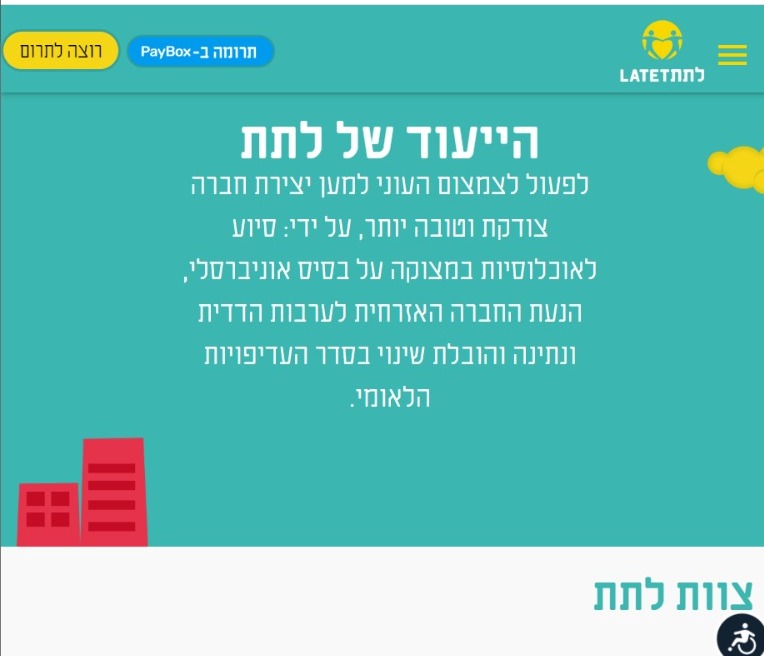 לתת LATET
תרומה ב-PayBox
רוצה לתרום
הייעוד של לתת
לפעול לצמצום העוני למען יצירת חברה
צודקת וטובה יותר, על ידי: סיוע
לאוכלוסיות במצוקה על בסיס אוניברסלי,
הנעת החברה האזרחית לערבות הדדית
ונתינה והובלת שינוי בסדר העדיפויות
הלאומי.
צוות לתת